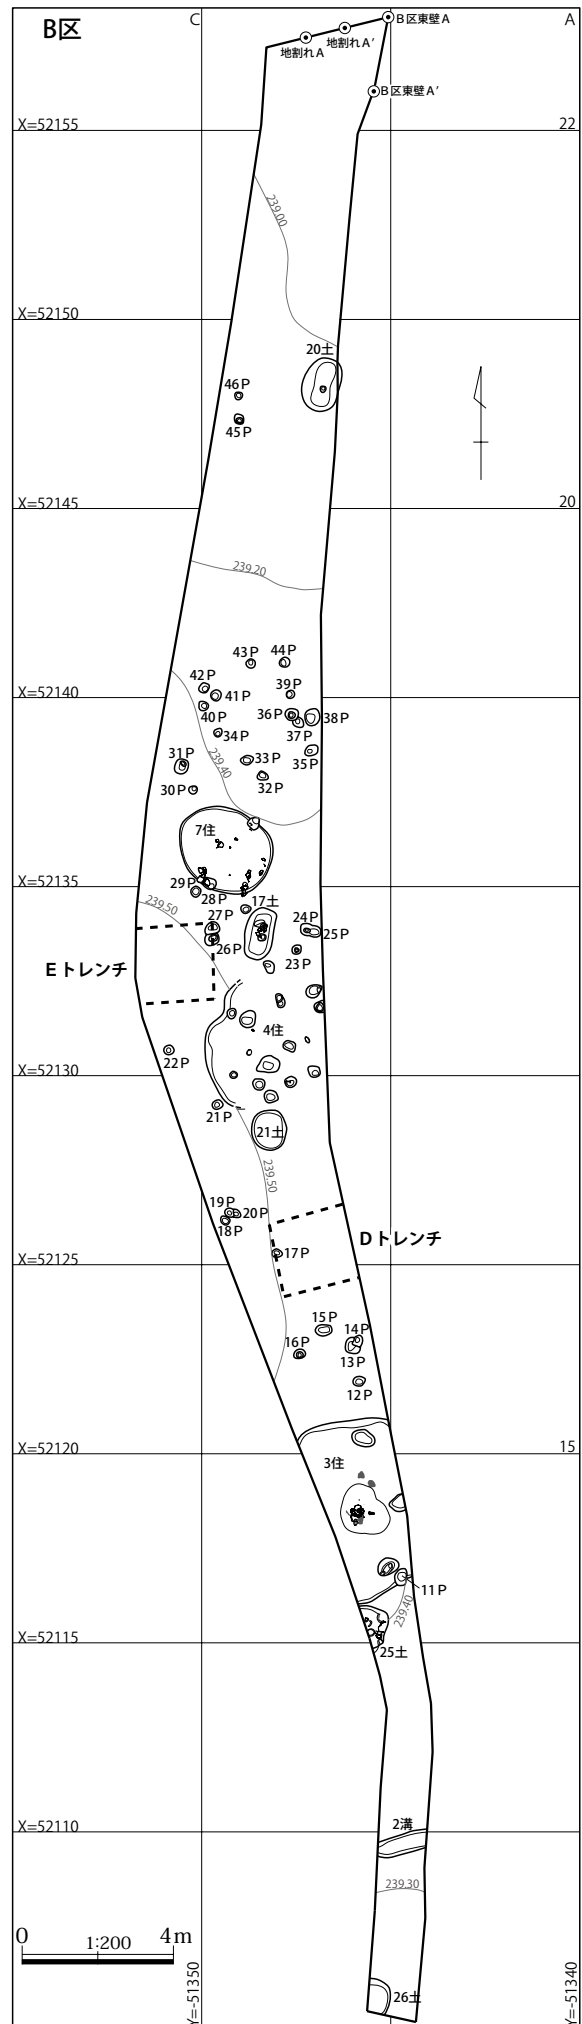 B区
C
A
B区東壁A
地割れA'
地割れA
B区東壁A'
X=52155
22
239.00
X=52150
20土
46P
45P
X=52145
20
239.20
43P
44P
42P
39P
41P
X=52140
40P
36P
38P
37P
34P
31P
239.40
33P
35P
32P
30P
7住
X=52135
29P
28P
17土
239.50
27P
24P
25P
26P
23P
Eトレンチ
4住
X=52130
22P
21P
21土
239.50
19P
20P
18P
Dトレンチ
17P
X=52125
15P
14P
16P
13P
12P
X=52120
15
3住
11P
239.40
X=52115
25土
X=52110
2溝
239.30
0
1:200
4m
Y=-51350
Y=-51340
26土